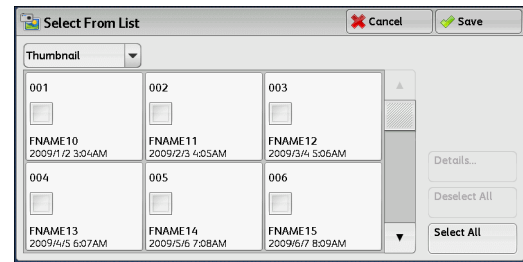 Select From List
Cancel
Save
Thumbnail
001
002
003
FNAME10
2009/1/2 3:04AM
FNAME11
2009/2/3 4:05AM
FNAME12
2009/3/4 5:06AM
004
005
006
FNAME13
2009/4/5 6:07AM
FNAME14
2009/5/6 7:08AM
FNAME15
2009/6/7 8:09AM
Details...
Deselect All
Select All